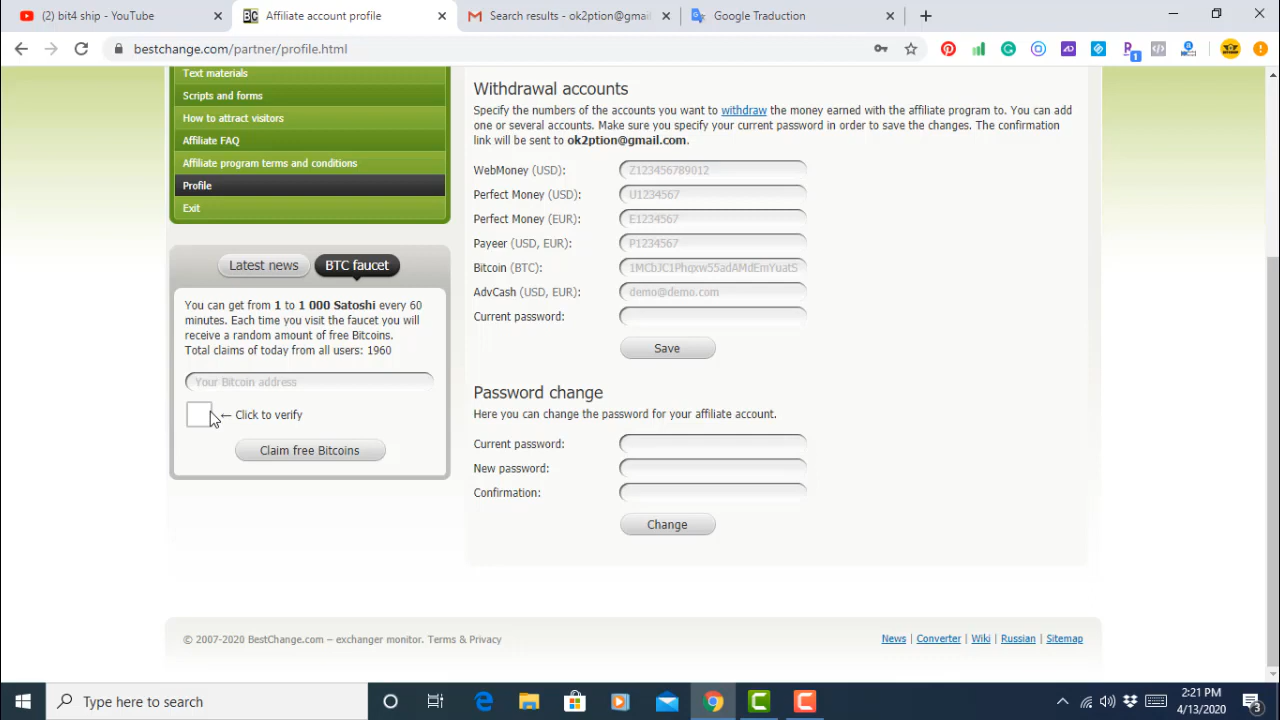 (2) bit4 ship - YouTube
Affiliate account profile
Search results - ok2ption@gmail
Google Traduction
bestchange.com/partner/profile.html
1
Text materials
Scripts and forms
How to attract visitors
Affiliate FAQ
Affiliate program terms and conditions
Profile
Exit
Latest news
BTC faucet
You can get from 1 to 1 000 Satoshi every 60
minutes. Each time you visit the faucet you will
receive a random amount of free Bitcoins.
Total claims of today from all users: 1960
Your Bitcoin address
← Click to verify
Claim free Bitcoins
Withdrawal accounts
Specify the numbers of the accounts you want to withdraw the money earned with the affiliate program to. You can add
one or several accounts. Make sure you specify your current password in order to save the changes. The confirmation
link will be sent to ok2ption@gmail.com.
WebMoney (USD): Z123456789012
Perfect Money (USD): U1234567
Perfect Money (EUR): E1234567
Payeer (USD, EUR): P1234567
Bitcoin (BTC): 1MCbJC1Phqxw55adAMdEmYuatS
AdvCash (USD, EUR): demo@demo.com
Current password:
Save
Password change
Here you can change the password for your affiliate account.
Current password:
New password:
Confirmation:
Change
© 2007-2020 BestChange.com – exchanger monitor. Terms & Privacy
News | Converter | Wiki | Russian | Sitemap
Type here to search
2:21 PM
4/13/2020
3